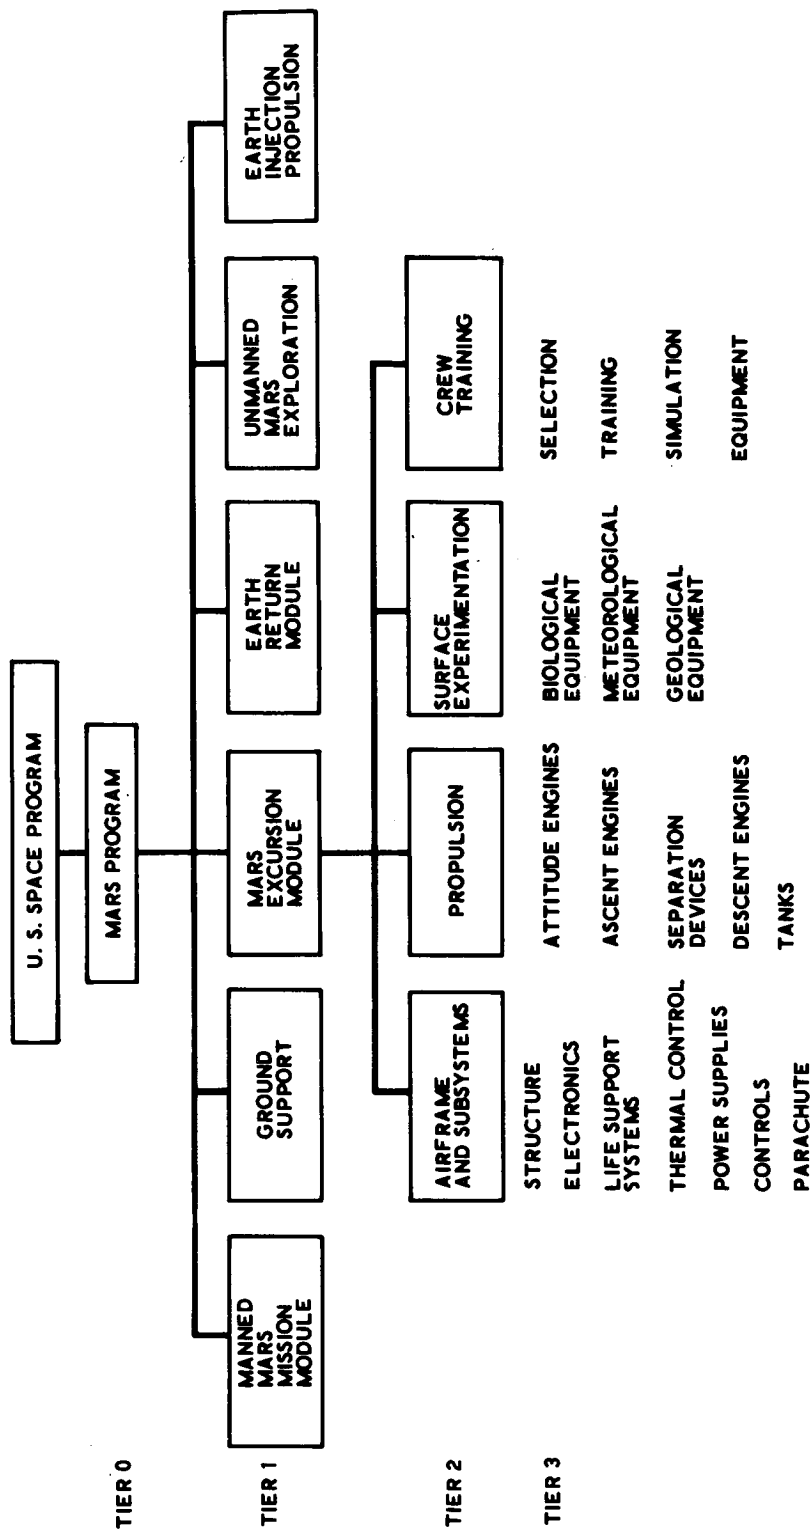 U. S. SPACE PROGRAM
TIER 0
MARS PROGRAM
TIER 1
MANNED
MARS
MISSION
MODULE
GROUND
SUPPORT
MARS
EXCURSION
MODULE
EARTH
RETURN
MODULE
UNMANNED
MARS
EXPLORATION
EARTH
INJECTION
PROPULSION
TIER 2
AIRFRAME
AND SUBSYSTEMS
PROPULSION
SURFACE
EXPERIMENTATION
CREW
TRAINING
TIER 3
STRUCTURE
ELECTRONICS
LIFE SUPPORT
SYSTEMS
THERMAL CONTROL
POWER SUPPLIES
CONTROLS
PARACHUTE
ATTITUDE ENGINES
ASCENT ENGINES
SEPARATION
DEVICES
DESCENT ENGINES
TANKS
BIOLOGICAL
EQUIPMENT
METEOROLOGICAL
EQUIPMENT
GEOLOGICAL
EQUIPMENT
SELECTION
TRAINING
SIMULATION
EQUIPMENT